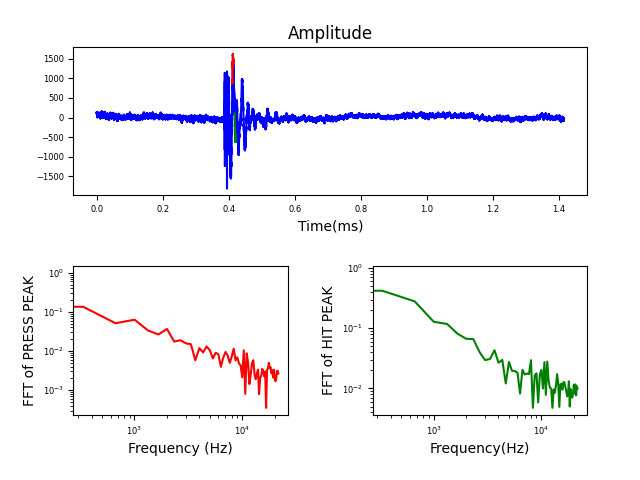 Amplitude
1500
1000
500
0
−500
−1000
−1500
0.0 0.2 0.4 0.6 0.8 1.0 1.2 1.4
Time(ms)
FFT of PRESS PEAK
10⁰
10⁻¹
10⁻²
10⁻³
10³ 10⁴
Frequency (Hz)
FFT of HIT PEAK
10⁰
10⁻¹
10⁻²
10³ 10⁴
Frequency(Hz)